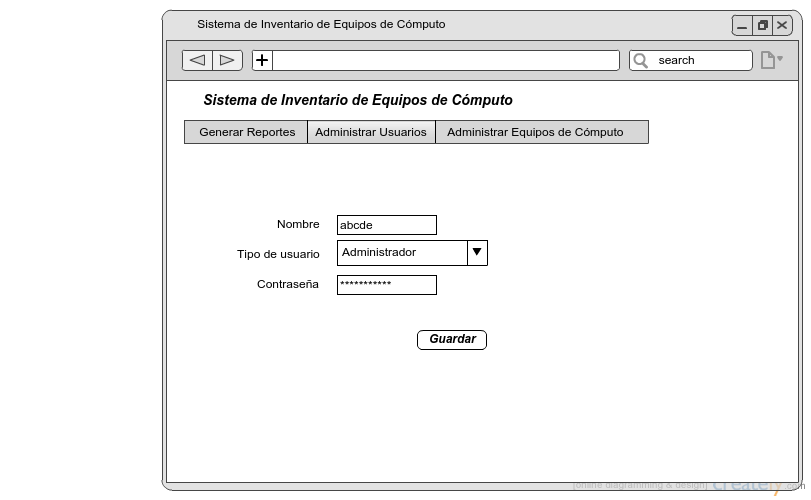 Sistema de Inventario de Equipos de Cómputo
search
Sistema de Inventario de Equipos de Cómputo
Generar Reportes Administrar Usuarios Administrar Equipos de Cómputo
Nombre abcde
Tipo de usuario Administrador
Contraseña ***********
Guardar
[online diagramming & design] creately.com